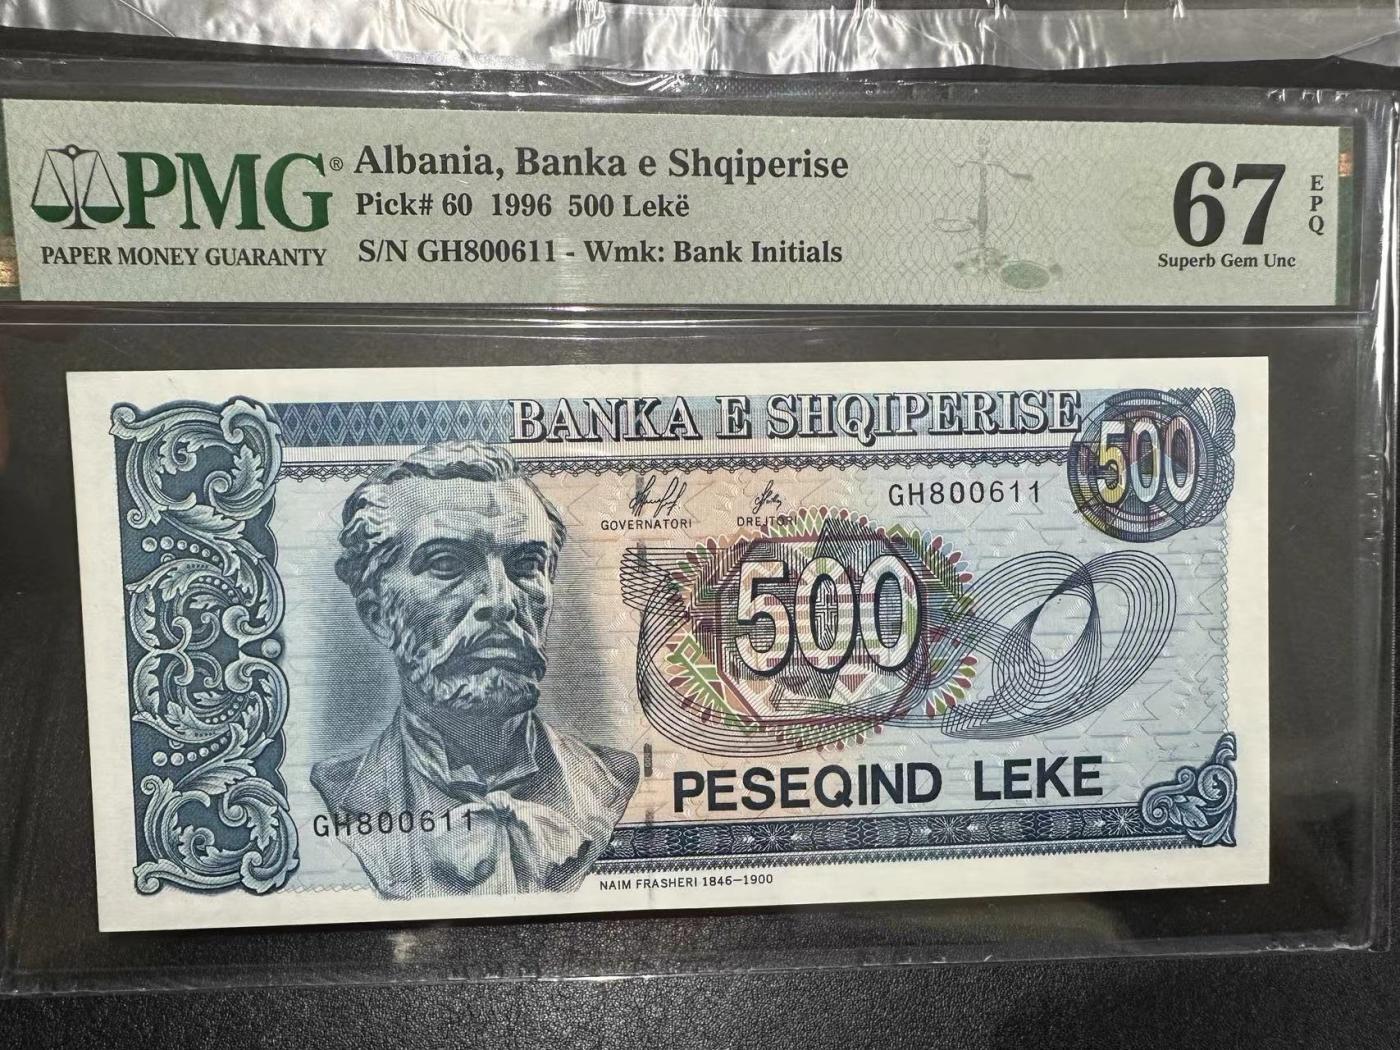 PMG®
PAPER MONEY GUARANTY
Albania, Banka e Shqiperise
Pick# 60 1996 500 Lekë
S/N GH800611 - Wmk: Bank Initials
67
EPQ
Superb Gem Unc
BANKA E SHQIPERISE
500
GH800611
GOVERNATORI
DREJTORI
500
PESEQIND LEKE
GH800611
NAIM FRASHERI 1846–1900